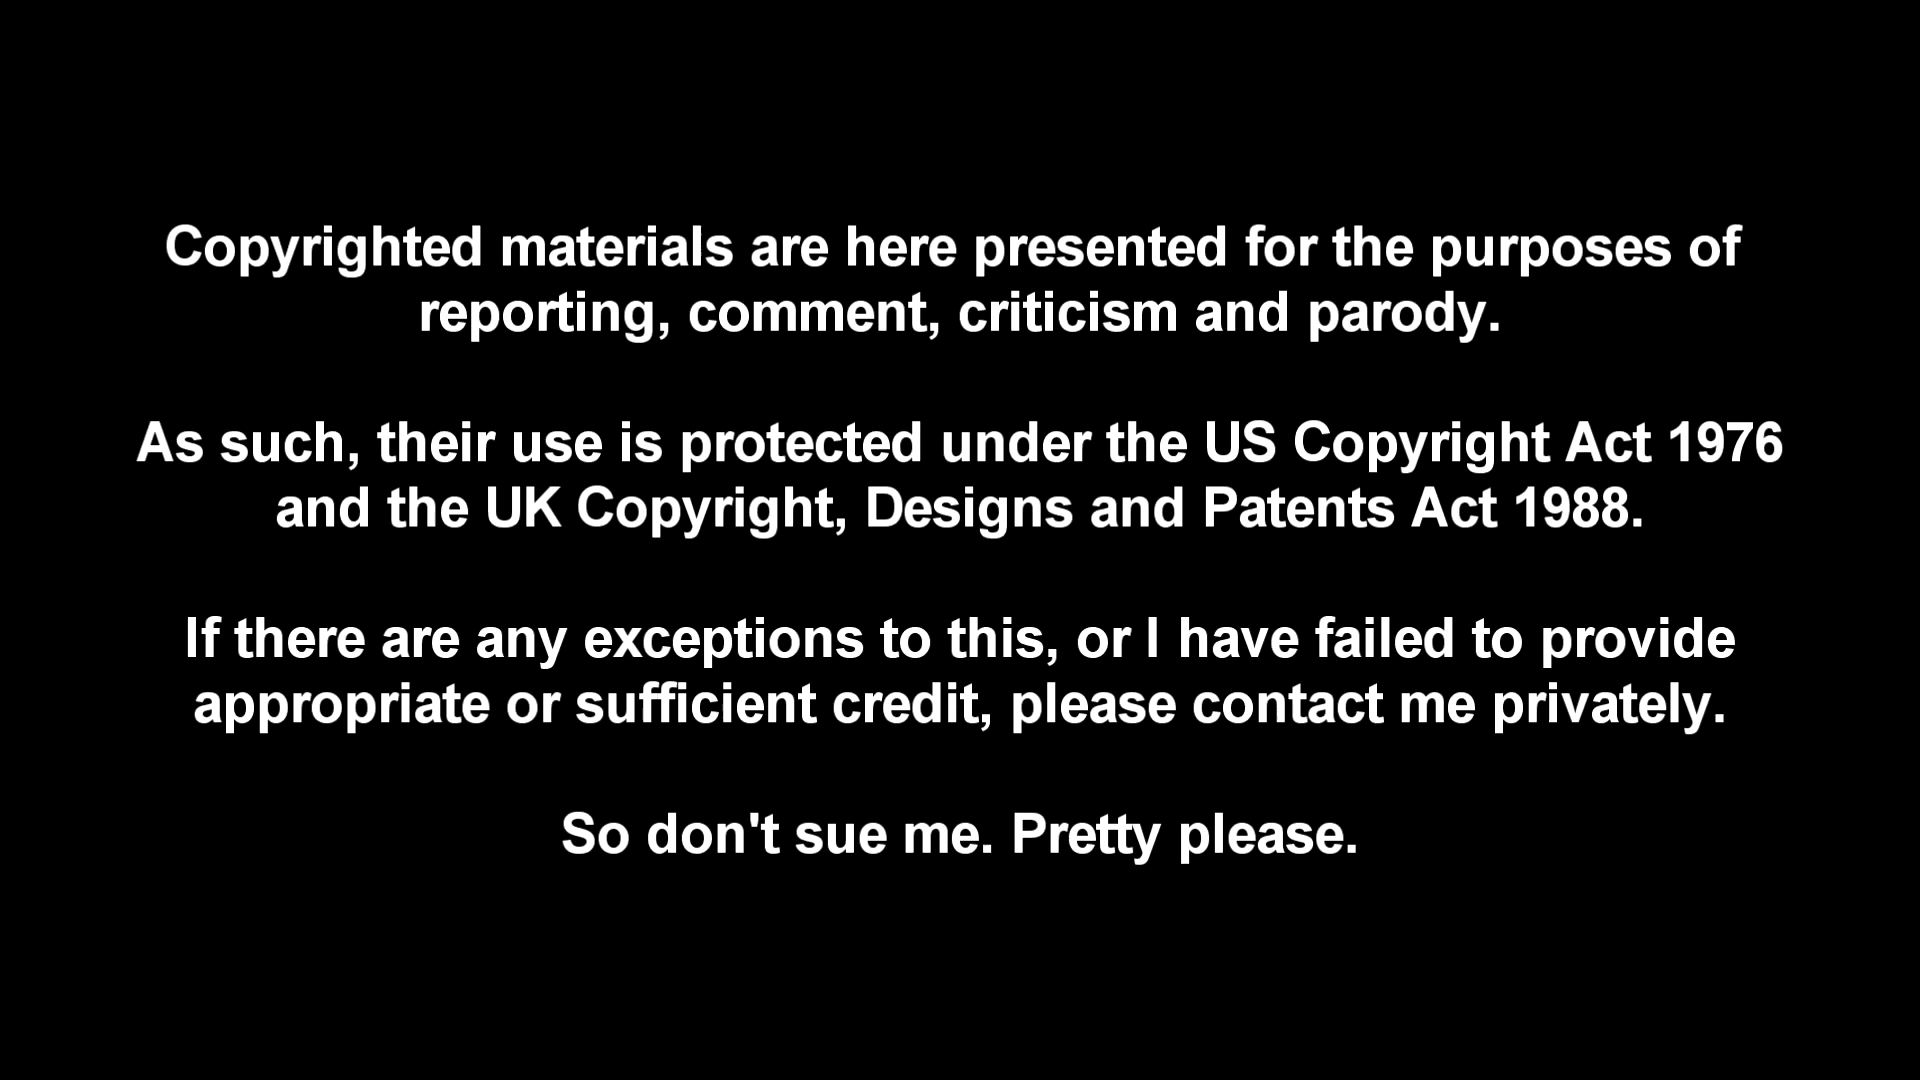 Copyrighted materials are here presented for the purposes of
reporting, comment, criticism and parody.
As such, their use is protected under the US Copyright Act 1976
and the UK Copyright, Designs and Patents Act 1988.
If there are any exceptions to this, or I have failed to provide
appropriate or sufficient credit, please contact me privately.
So don't sue me. Pretty please.